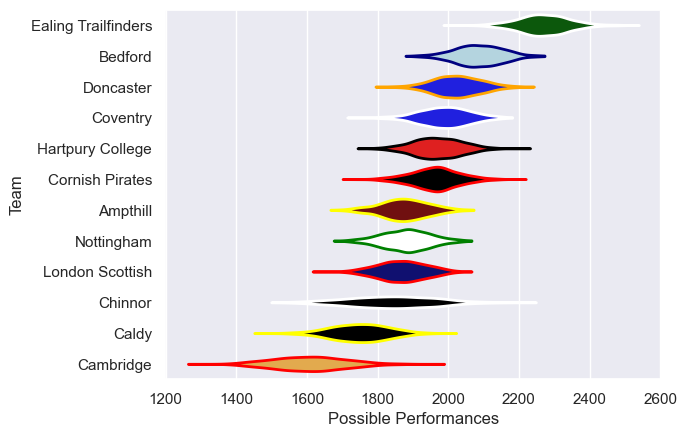 Ealing Trailfinders
Bedford
Doncaster
Coventry
Hartpury College
Cornish Pirates
Ampthill
Nottingham
London Scottish
Chinnor
Caldy
Cambridge
Team
1200 1400 1600 1800 2000 2200 2400 2600
Possible Performances